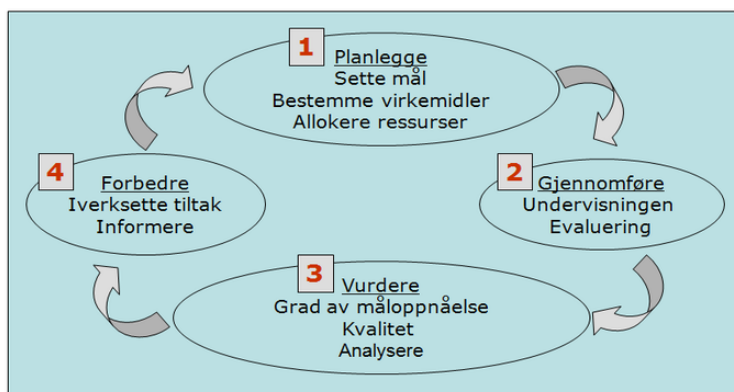 1
Planlegge
Sette mål
Bestemme virkemidler
Allokere ressurser
2
Gjennomføre
Undervisningen
Evaluering
3
Vurdere
Grad av måloppnåelse
Kvalitet
Analysere
4
Forbedre
Iverksette tiltak
Informere